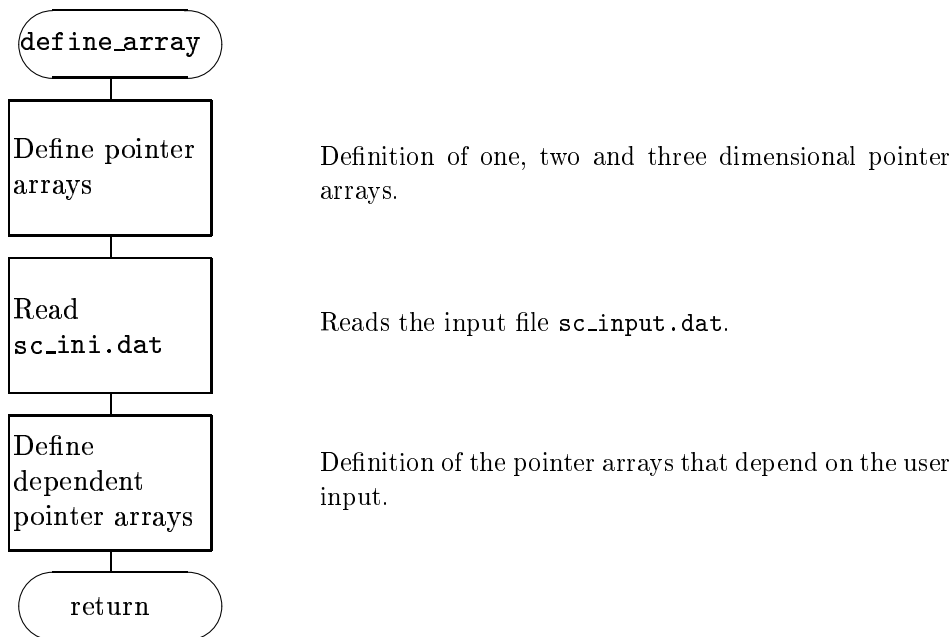 define_array
Define pointer
arrays
Definition of one, two and three dimensional pointer
arrays.
Read
sc_ini.dat
Reads the input file sc_input.dat.
Define
dependent
pointer arrays
Definition of the pointer arrays that depend on the user
input.
return